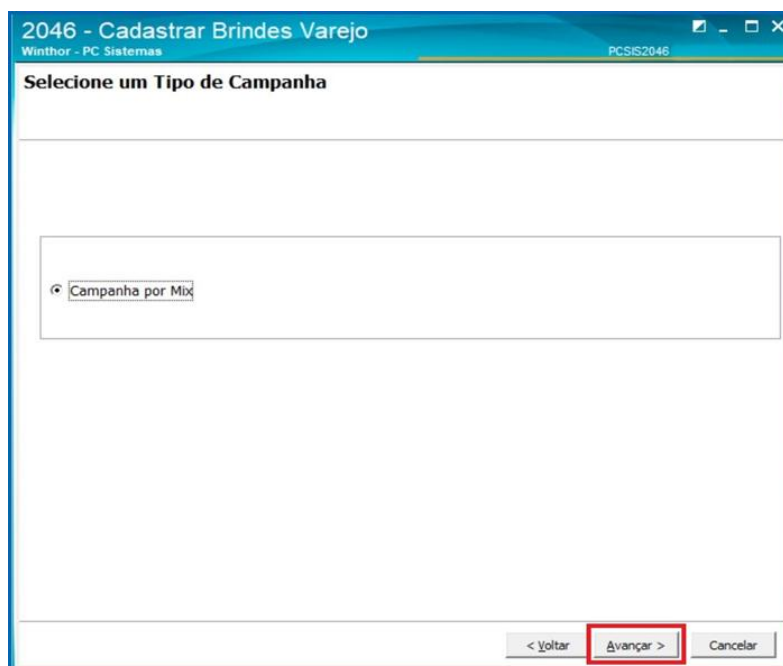 2046 - Cadastrar Brindes Varejo
Winthor - PC Sistemas
PCSIS2046
Selecione um Tipo de Campanha
Campanha por Mix
< Voltar
Avançar >
Cancelar